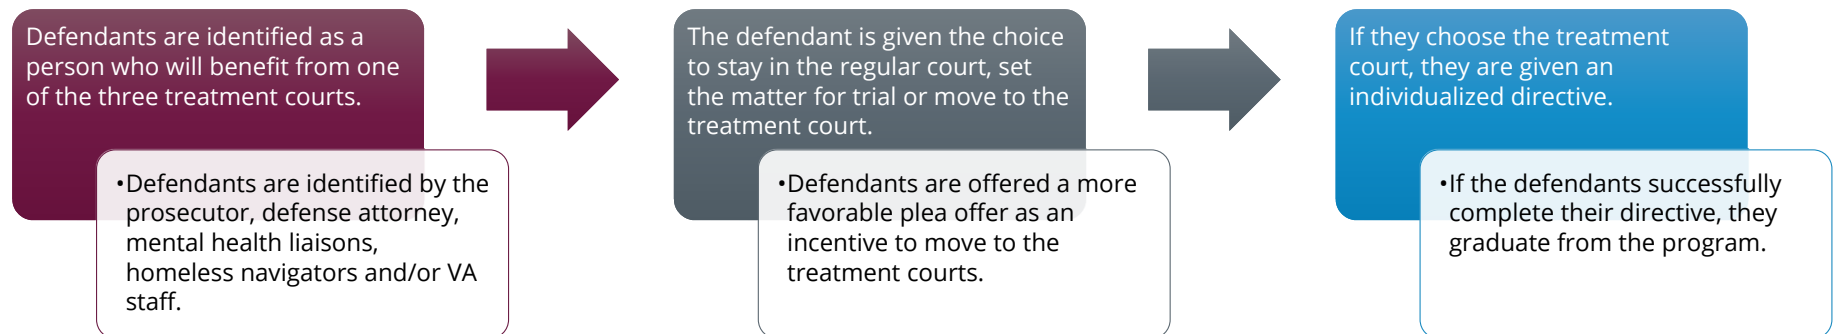 Defendants are identified as a
person who will benefit from one
of the three treatment courts.
•Defendants are identified by the
prosecutor, defense attorney,
mental health liaisons,
homeless navigators and/or VA
staff.
The defendant is given the choice
to stay in the regular court, set
the matter for trial or move to the
treatment court.
•Defendants are offered a more
favorable plea offer as an
incentive to move to the
treatment courts.
If they choose the treatment
court, they are given an
individualized directive.
•If the defendants successfully
complete their directive, they
graduate from the program.